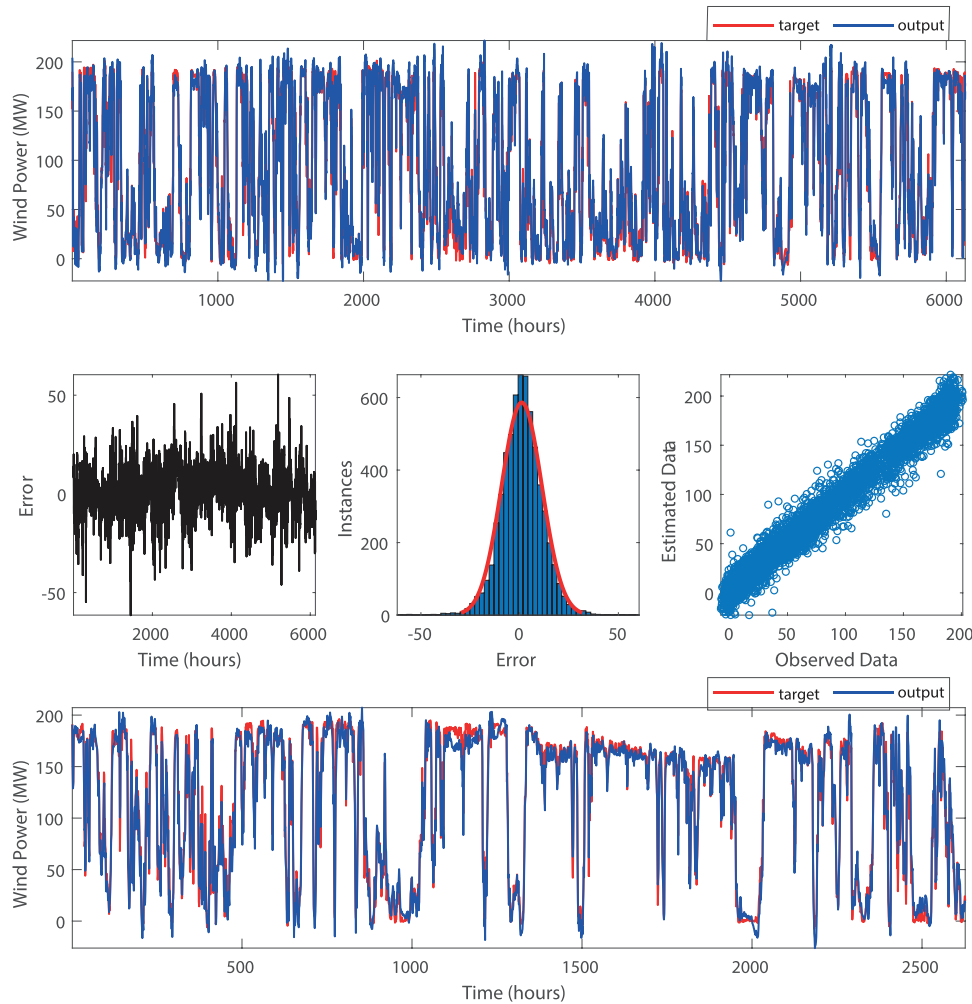 target output
200
150
100
50
0
Wind Power (MW)
1000 2000 3000 4000 5000 6000
Time (hours)
50
0
-50
Error
2000 4000 6000
Time (hours)
600
400
200
0
Instances
-50 0 50
Error
200
150
100
50
0
Estimated Data
0 50 100 150 200
Observed Data
target output
200
150
100
50
0
Wind Power (MW)
500 1000 1500 2000 2500
Time (hours)